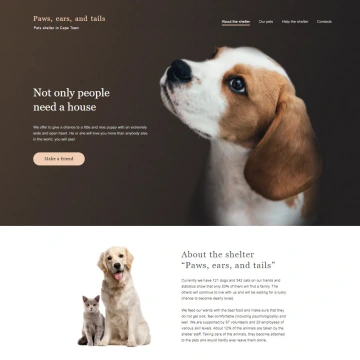 Paws, ears, and tails
Pets shelter in Cape Town
About the shelter
Our pets
Help the shelter
Contacts
Not only people
need a house
We offer to give a chance to a little and nice puppy with an extremely
wide and open heart. He or she will love you more than anybody else
in the world, you will see!
Make a friend
About the shelter
“Paws, ears, and tails”
Currently we have 121 dogs and 342 cats on our hands and
statistics show that only 20% of them will find a family. The
others will continue to live with us and will be waiting for a lucky
chance to become dearly loved.
We feed our wards with the best food and make sure that they
do not get sick, feel comfortable (including psychologically) and
well. We are supported by 87 volunteers and 28 employees of
various skill levels. About 12% of the animals are taken by the
shelter staff. Taking care of the animals, they become attached
to the pets and would hardly ever leave them alone.